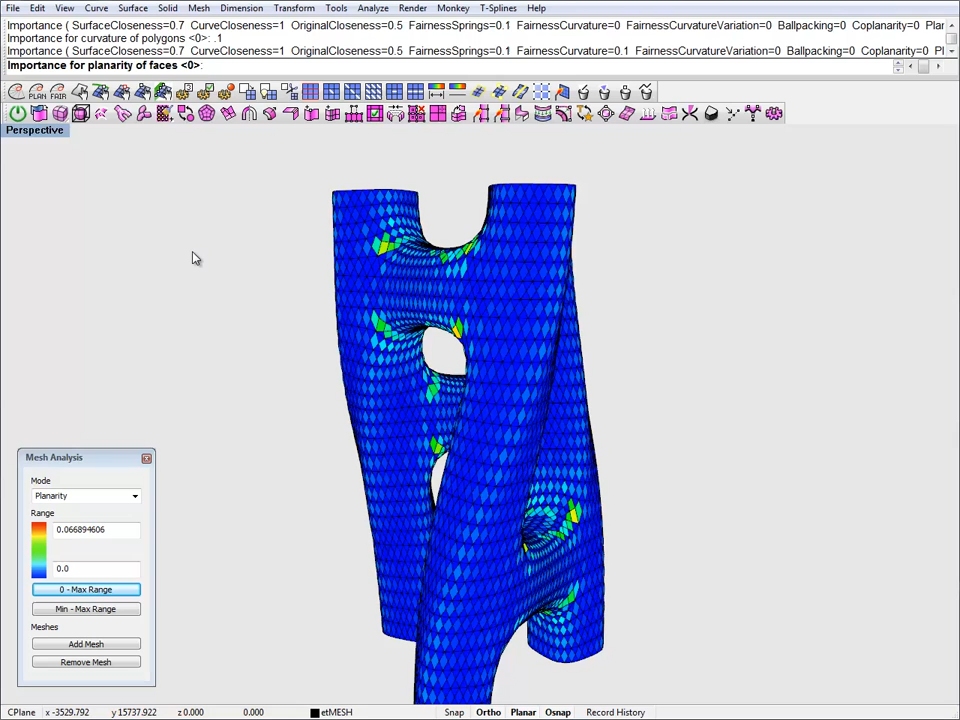 File Edit View Curve Surface Solid Mesh Dimension Transform Tools Analyze Render Monkey T-Splines Help
Importance ( SurfaceCloseness=0.7 CurveCloseness=1 OriginalCloseness=0.5 FairnessSprings=0.1 FairnessCurvature=0 FairnessCurvatureVariation=0 Ballpacking=0 Coplanarity=0 Plan
Importance for curvature of polygons <0>: .1
Importance ( SurfaceCloseness=0.7 CurveCloseness=1 OriginalCloseness=0.5 FairnessSprings=0.1 FairnessCurvature=0.1 FairnessCurvatureVariation=0 Ballpacking=0 Coplanarity=0 Pl
Importance for planarity of faces <0>:
PLAN FAIR
Perspective
Mesh Analysis
Mode
Planarity
Range
0.066894606
0.0
0 - Max Range
Min - Max Range
Meshes
Add Mesh
Remove Mesh
CPlane x -3529.792 y 15737.922 z 0.000 0.000 etMESH Snap Ortho Planar Osnap Record History